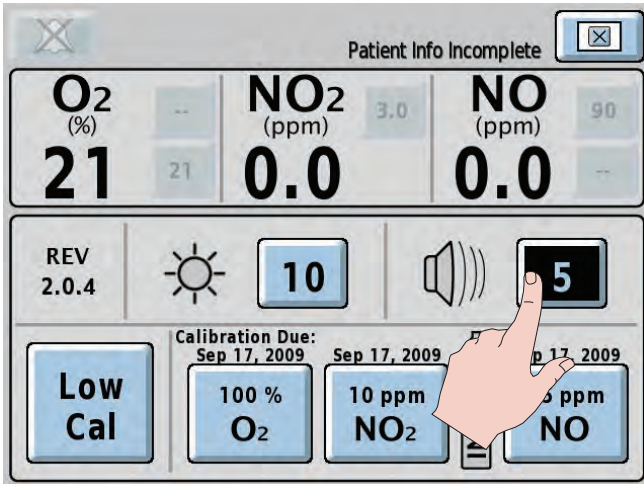 Patient Info Incomplete
O2 NO2 NO
(%) (ppm) (ppm)
-- 3.0 90
21 0.0 0.0
21 --
REV
2.0.4
10
5
Calibration Due:
Sep 17, 2009 Sep 17, 2009 17, 2009
Low
Cal
100 % 10 ppm ppm
O2 NO2 NO